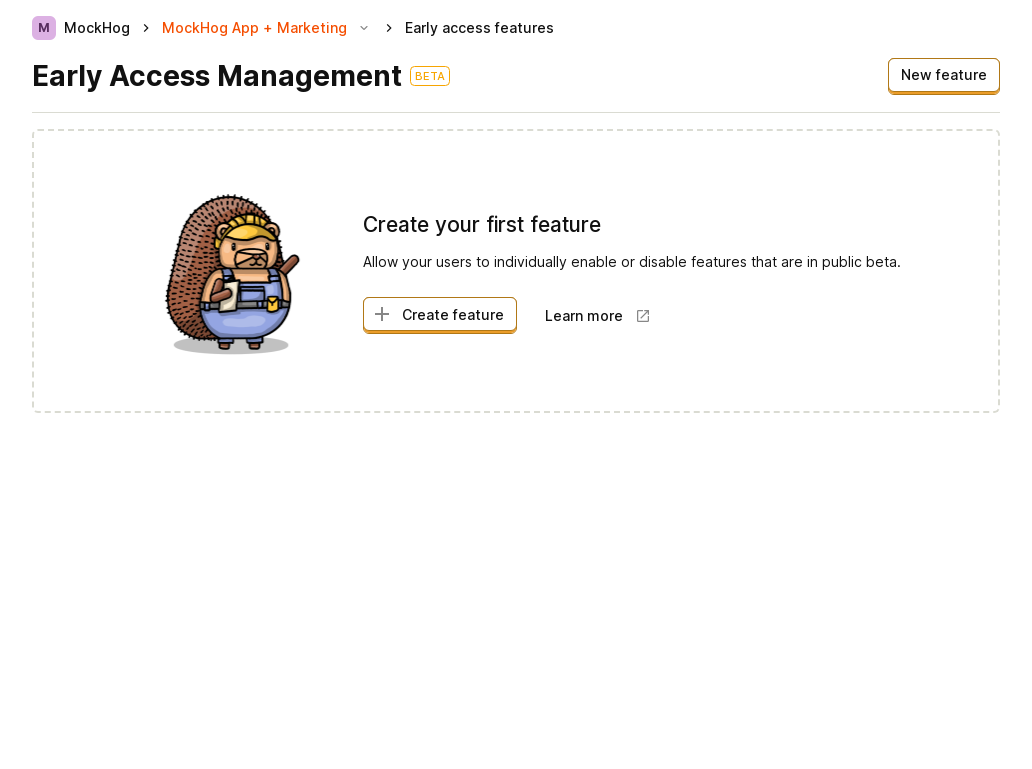 M MockHog MockHog App + Marketing Early access features
Early Access Management BETA
New feature
Create your first feature
Allow your users to individually enable or disable features that are in public beta.
Create feature Learn more